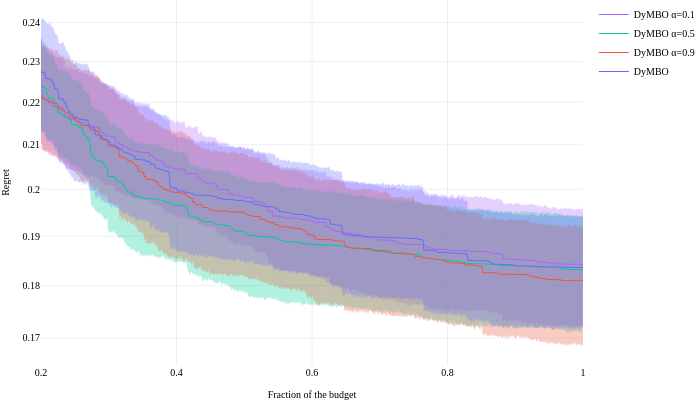 0.24
0.23
0.22
0.21
0.2
0.19
0.18
0.17
Regret
0.2 0.4 0.6 0.8 1
Fraction of the budget
DyMBO α=0.1
DyMBO α=0.5
DyMBO α=0.9
DyMBO